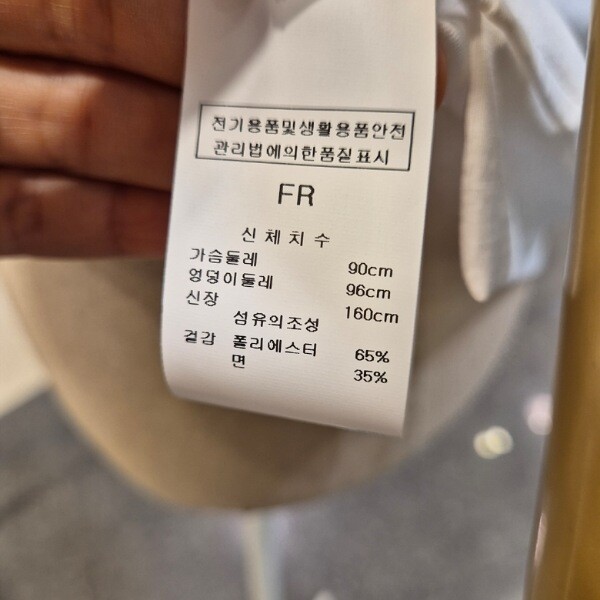 전기용품및생활용품안전
관리법에의한품질표시
FR
신체치수
가슴둘레 90cm
엉덩이둘레 96cm
신장 160cm
섬유의조성
겉감 폴리에스터 65%
면 35%